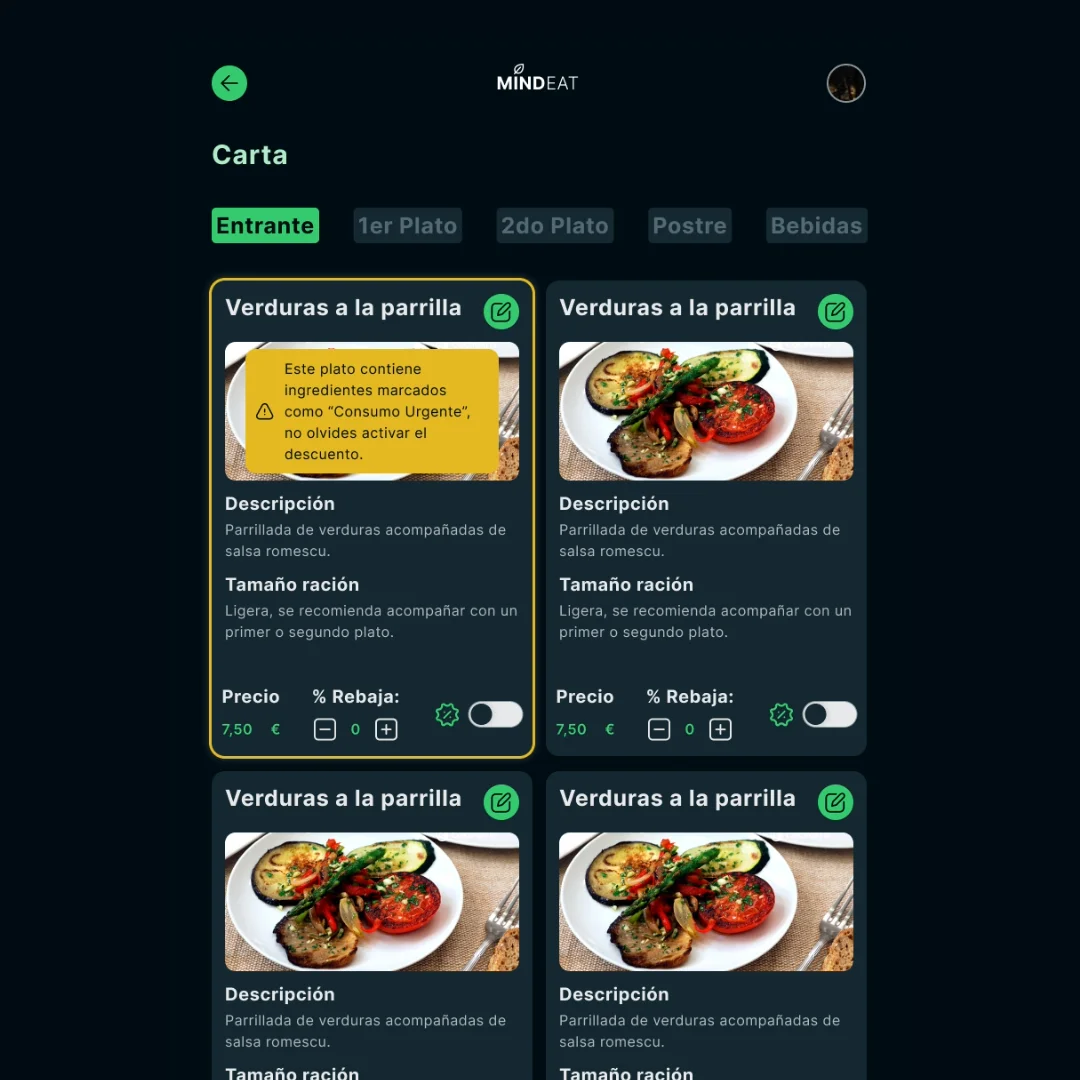 MINDEAT
Carta
Entrante
1er Plato
2do Plato
Postre
Bebidas
Verduras a la parrilla
Este plato contiene
ingredientes marcados
como “Consumo Urgente”,
no olvides activar el
descuento.
Descripción
Parrillada de verduras acompañadas de
salsa romescu.
Tamaño ración
Ligera, se recomienda acompañar con un
primer o segundo plato.
Precio
% Rebaja:
7,50 €
0
Verduras a la parrilla
Descripción
Parrillada de verduras acompañadas de
salsa romescu.
Tamaño ración
Ligera, se recomienda acompañar con un
primer o segundo plato.
Precio
% Rebaja:
7,50 €
0
Verduras a la parrilla
Descripción
Parrillada de verduras acompañadas de
salsa romescu.
Tamaño ración
Verduras a la parrilla
Descripción
Parrillada de verduras acompañadas de
salsa romescu.
Tamaño ración